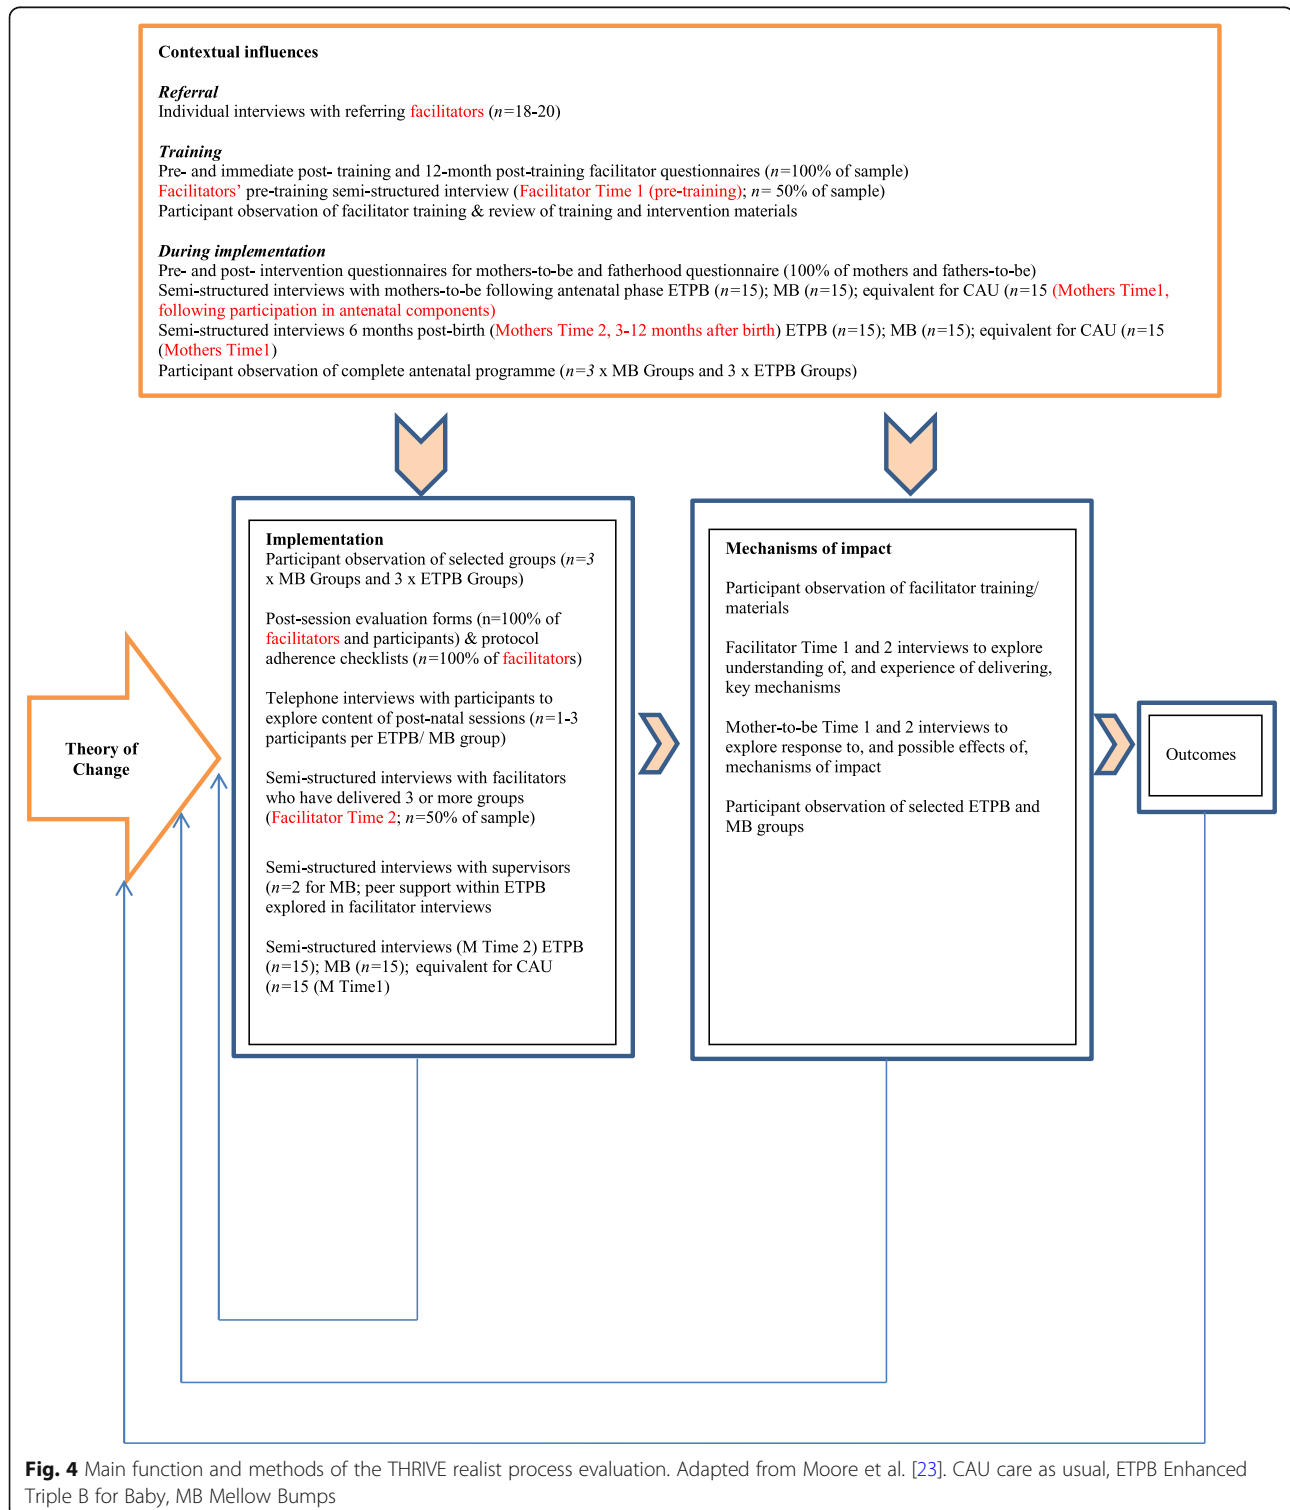 Contextual influences
Referral
Individual interviews with referring facilitators (n=18-20)
Training
Pre- and immediate post- training and 12-month post-training facilitator questionnaires (n=100% of sample)
Facilitators’ pre-training semi-structured interview (Facilitator Time 1 (pre-training); n= 50% of sample)
Participant observation of facilitator training & review of training and intervention materials
During implementation
Pre- and post- intervention questionnaires for mothers-to-be and fatherhood questionnaire (100% of mothers and fathers-to-be)
Semi-structured interviews with mothers-to-be following antenatal phase ETPB (n=15); MB (n=15); equivalent for CAU (n=15 (Mothers Time1,
following participation in antenatal components)
Semi-structured interviews 6 months post-birth (Mothers Time 2, 3-12 months after birth) ETPB (n=15); MB (n=15); equivalent for CAU (n=15
(Mothers Time1)
Participant observation of complete antenatal programme (n=3 x MB Groups and 3 x ETPB Groups)
Theory of
Change
Implementation
Participant observation of selected groups (n=3
x MB Groups and 3 x ETPB Groups)
Post-session evaluation forms (n=100% of
facilitators and participants) & protocol
adherence checklists (n=100% of facilitators)
Telephone interviews with participants to
explore content of post-natal sessions (n=1-3
participants per ETPB/ MB group)
Semi-structured interviews with facilitators
who have delivered 3 or more groups
(Facilitator Time 2; n=50% of sample)
Semi-structured interviews with supervisors
(n=2 for MB; peer support within ETPB
explored in facilitator interviews
Semi-structured interviews (M Time 2) ETPB
(n=15); MB (n=15); equivalent for CAU
(n=15 (M Time1)
Mechanisms of impact
Participant observation of facilitator training/
materials
Facilitator Time 1 and 2 interviews to explore
understanding of, and experience of delivering,
key mechanisms
Mother-to-be Time 1 and 2 interviews to
explore response to, and possible effects of,
mechanisms of impact
Participant observation of selected ETPB and
MB groups
Outcomes
Fig. 4 Main function and methods of the THRIVE realist process evaluation. Adapted from Moore et al. [23]. CAU care as usual, ETPB Enhanced
Triple B for Baby, MB Mellow Bumps